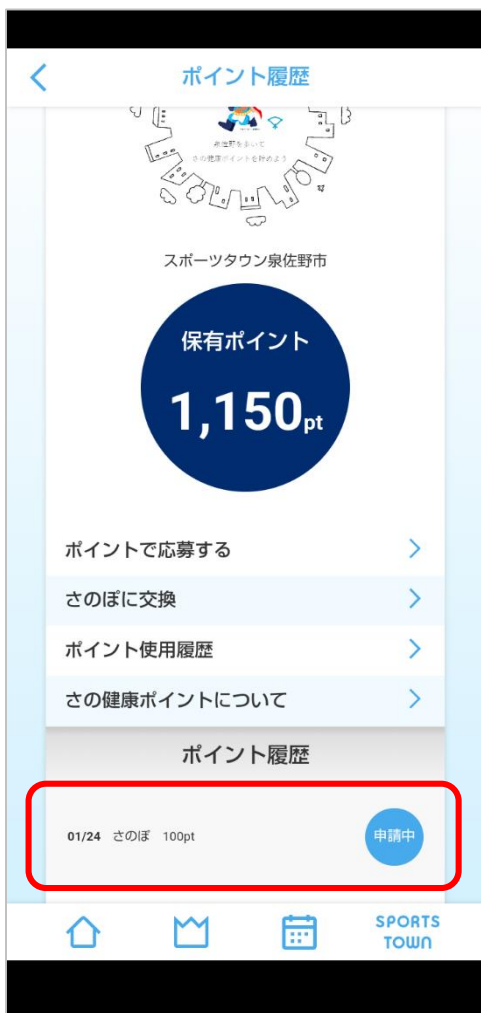 ポイント履歴
泉佐野を歩いて
さの健康ポイントを貯めよう
スポーツタウン泉佐野市
保有ポイント
1,150pt
ポイントで応募する
さのぽに交換
ポイント使用履歴
さの健康ポイントについて
ポイント履歴
01/24 さのぽ 100pt 申請中
SPORTS
TOWN